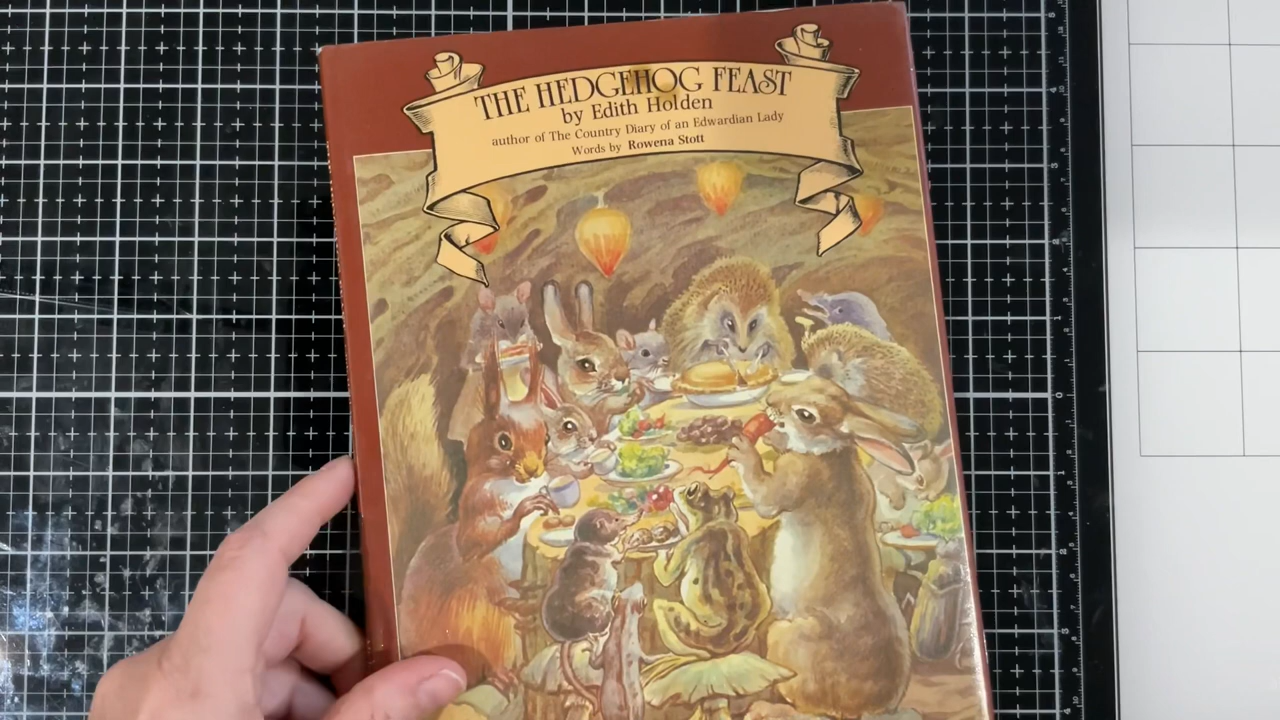 THE HEDGEHOG FEAST
by Edith Holden
author of The Country Diary of an Edwardian Lady
Words by Rowena Stott